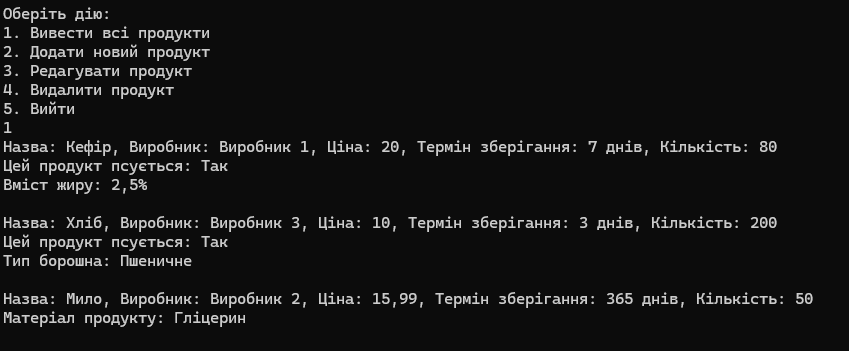 Оберіть дію:
1. Вивести всі продукти
2. Додати новий продукт
3. Редагувати продукт
4. Видалити продукт
5. Вийти
1
Назва: Кефір, Виробник: Виробник 1, Ціна: 20, Термін зберігання: 7 днів, Кількість: 80
Цей продукт псується: Так
Вміст жиру: 2,5%
Назва: Хліб, Виробник: Виробник 3, Ціна: 10, Термін зберігання: 3 днів, Кількість: 200
Цей продукт псується: Так
Тип борошна: Пшеничне
Назва: Мило, Виробник: Виробник 2, Ціна: 15,99, Термін зберігання: 365 днів, Кількість: 50
Матеріал продукту: Гліцерин